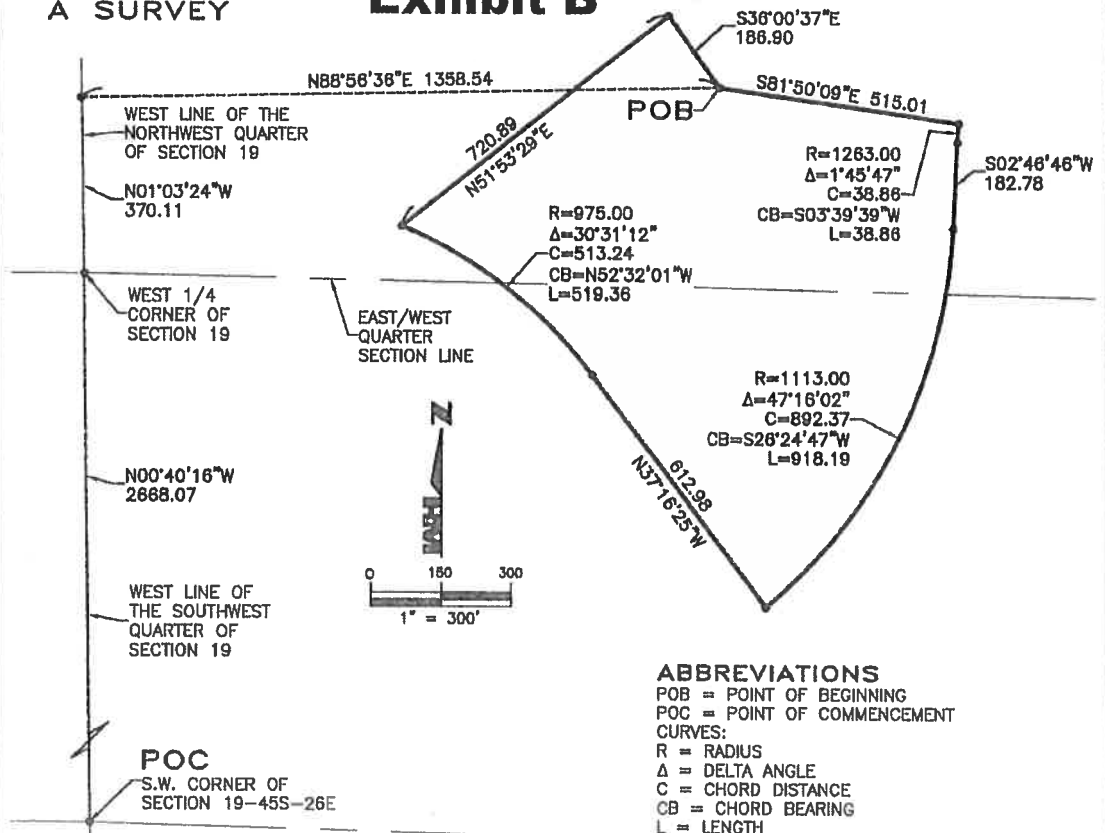 A SURVEY
Exhibit B
S36°00'37"E
186.90
N88°56'36"E 1358.54
S81°50'09"E 515.01
POB
WEST LINE OF THE
NORTHWEST QUARTER
OF SECTION 19
720.89
N51°53'29"E
R=1263.00
Δ=1°45'47"
C=38.86
CB=S03°39'39"W
L=38.86
S02°46'46"W
182.78
N01°03'24"W
370.11
R=975.00
Δ=30°31'12"
C=513.24
CB=N52°32'01"W
L=519.36
WEST 1/4
CORNER OF
SECTION 19
EAST/WEST
QUARTER
SECTION LINE
R=1113.00
Δ=47°16'02"
C=892.37
CB=S26°24'47"W
L=918.19
N
612.98
N37°16'25"W
N00°40'16"W
2668.07
0 150 300
1" = 300'
WEST LINE OF
THE SOUTHWEST
QUARTER OF
SECTION 19
ABBREVIATIONS
POB = POINT OF BEGINNING
POC = POINT OF COMMENCEMENT
CURVES:
R = RADIUS
Δ = DELTA ANGLE
C = CHORD DISTANCE
CB = CHORD BEARING
L = LENGTH
POC
S.W. CORNER OF
SECTION 19-45S-26E